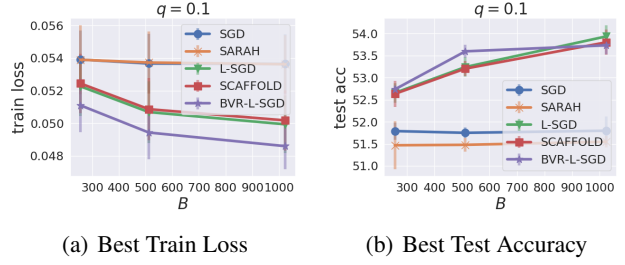 q = 0.1
0.056
0.054
0.052
0.050
0.048
train loss
SGD
SARAH
L-SGD
SCAFFOLD
BVR-L-SGD
300 400 500 600 700 800 900 1000
B
(a) Best Train Loss
q = 0.1
54.0
53.5
53.0
52.5
52.0
51.5
51.0
test acc
SGD
SARAH
L-SGD
SCAFFOLD
BVR-L-SGD
300 400 500 600 700 800 900 1000
B
(b) Best Test Accuracy